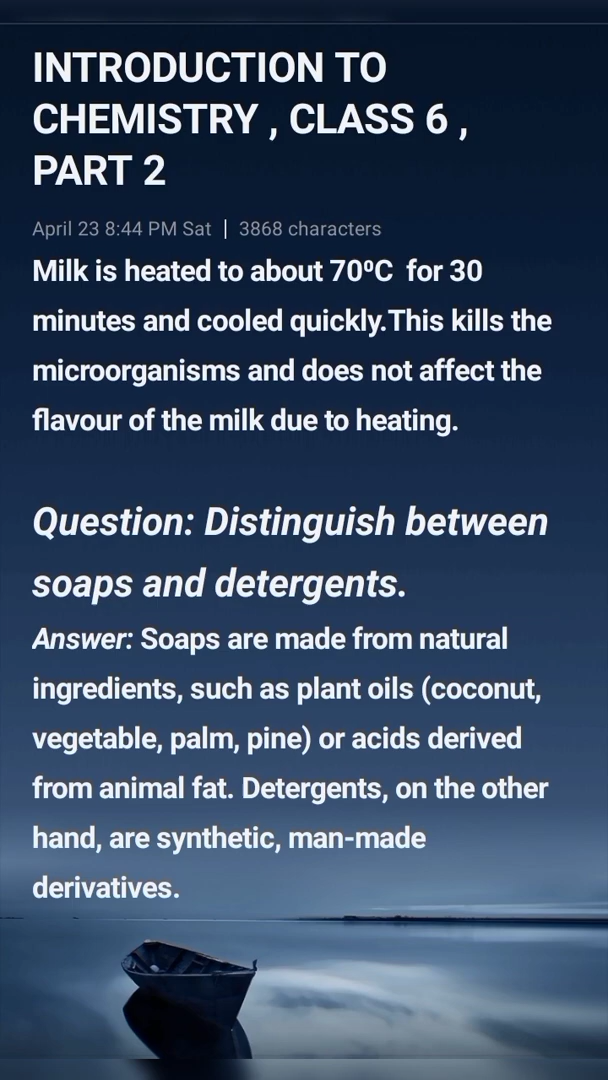 INTRODUCTION TO
CHEMISTRY , CLASS 6 ,
PART 2
April 23 8:44 PM Sat | 3868 characters
Milk is heated to about 70ºC  for 30
minutes and cooled quickly.This kills the
microorganisms and does not affect the
flavour of the milk due to heating.
Question: Distinguish between
soaps and detergents.
Answer: Soaps are made from natural
ingredients, such as plant oils (coconut,
vegetable, palm, pine) or acids derived
from animal fat. Detergents, on the other
hand, are synthetic, man-made
derivatives.